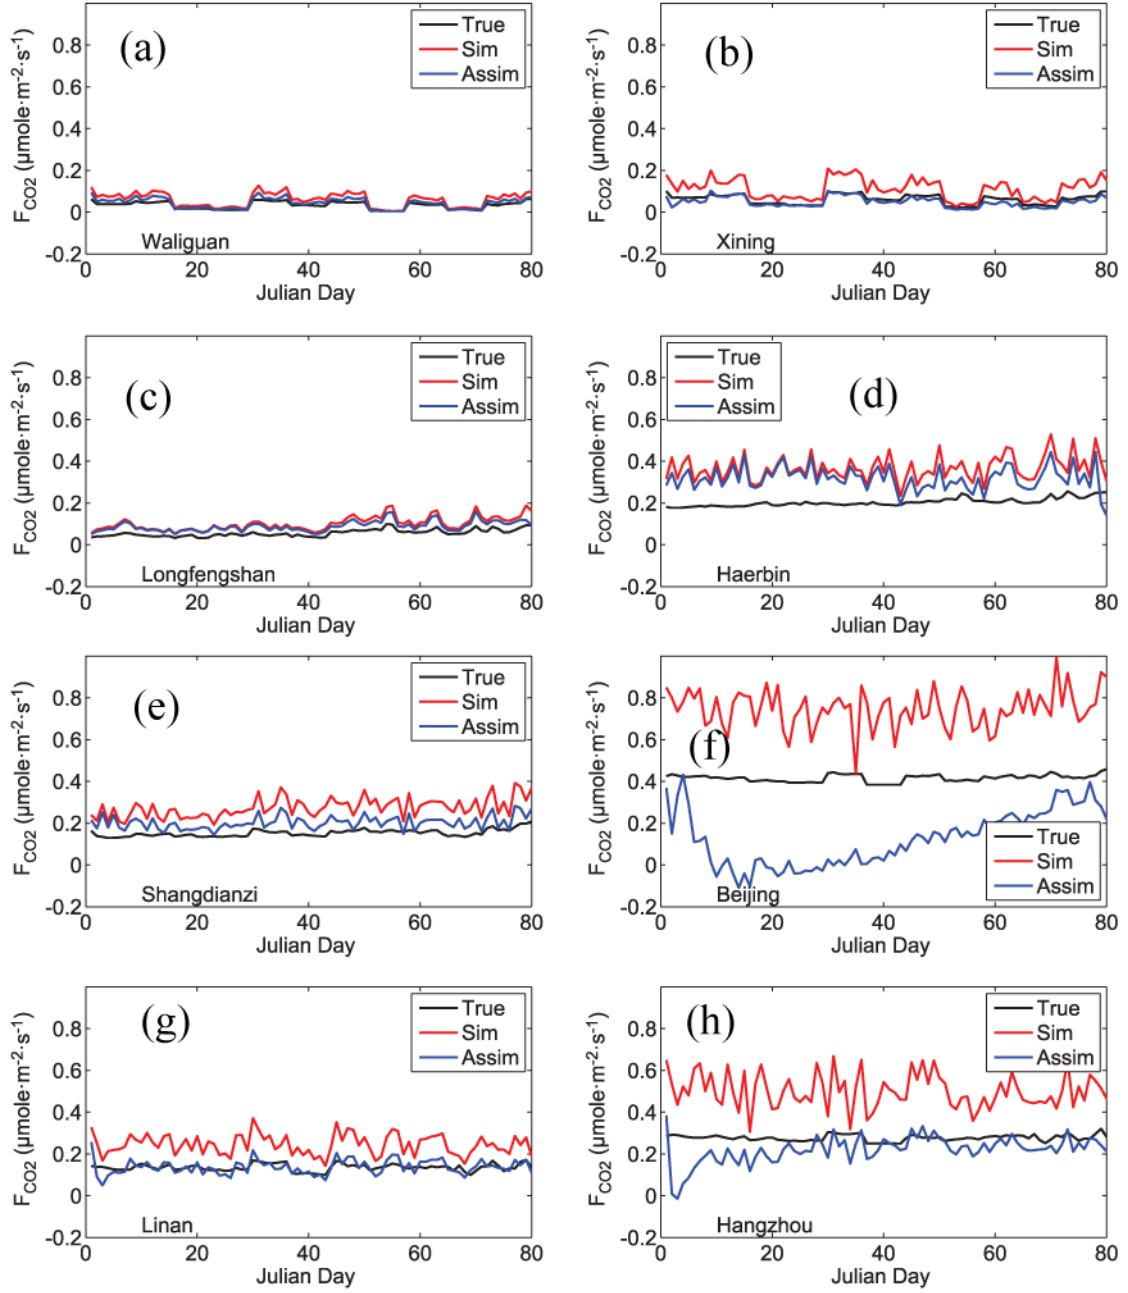 (a)
True
Sim
Assim
0.8
0.6
0.4
0.2
0
-0.2
F_CO2 (μmole·m⁻²·s⁻¹)
Waliguan
0 20 40 60 80
Julian Day
(b)
True
Sim
Assim
0.8
0.6
0.4
0.2
0
-0.2
F_CO2 (μmole·m⁻²·s⁻¹)
Xining
0 20 40 60 80
Julian Day
(c)
True
Sim
Assim
0.8
0.6
0.4
0.2
0
-0.2
F_CO2 (μmole·m⁻²·s⁻¹)
Longfengshan
0 20 40 60 80
Julian Day
(d)
True
Sim
Assim
0.8
0.6
0.4
0.2
0
-0.2
F_CO2 (μmole·m⁻²·s⁻¹)
Haerbin
0 20 40 60 80
Julian Day
(e)
True
Sim
Assim
0.8
0.6
0.4
0.2
0
-0.2
F_CO2 (μmole·m⁻²·s⁻¹)
Shangdianzi
0 20 40 60 80
Julian Day
(f)
True
Sim
Assim
0.8
0.6
0.4
0.2
0
-0.2
F_CO2 (μmole·m⁻²·s⁻¹)
Beijing
0 20 40 60 80
Julian Day
(g)
True
Sim
Assim
0.8
0.6
0.4
0.2
0
-0.2
F_CO2 (μmole·m⁻²·s⁻¹)
Linan
0 20 40 60 80
Julian Day
(h)
True
Sim
Assim
0.8
0.6
0.4
0.2
0
-0.2
F_CO2 (μmole·m⁻²·s⁻¹)
Hangzhou
0 20 40 60 80
Julian Day